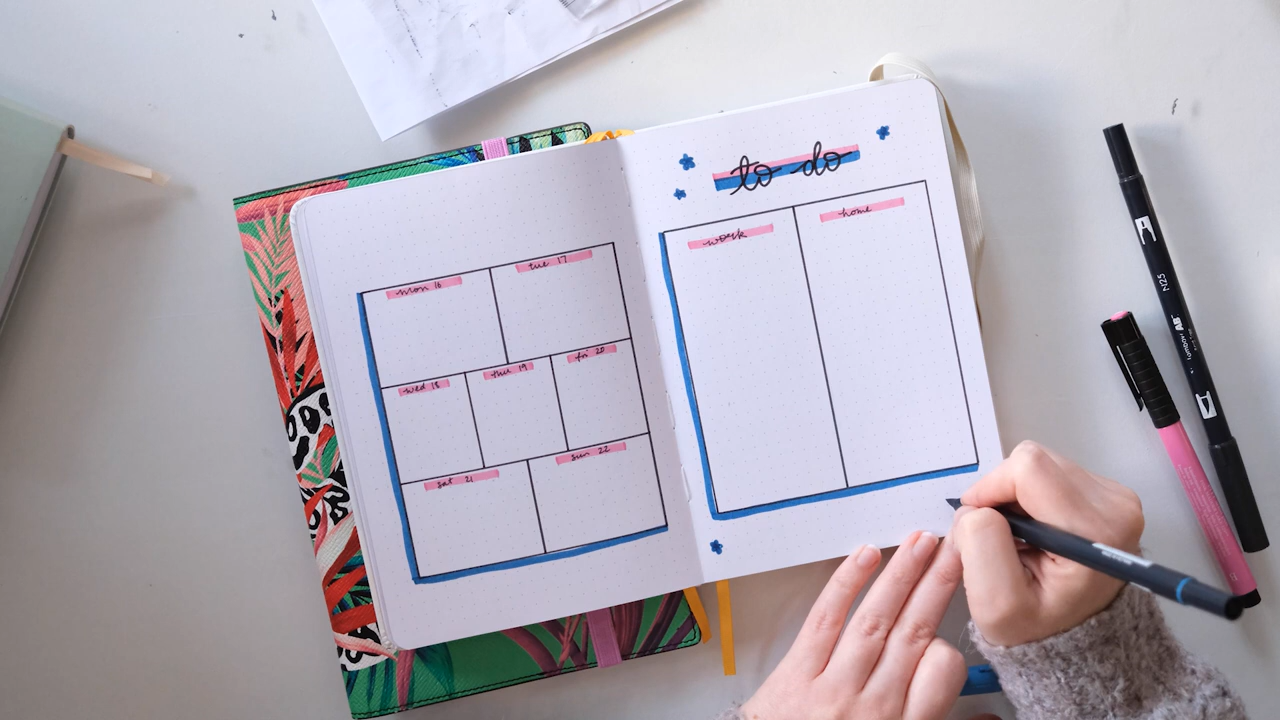 to do
work
home
mon 16
tue 17
wed 18
thu 19
fri 20
sat 21
sun 22
N25
Tombow ABT